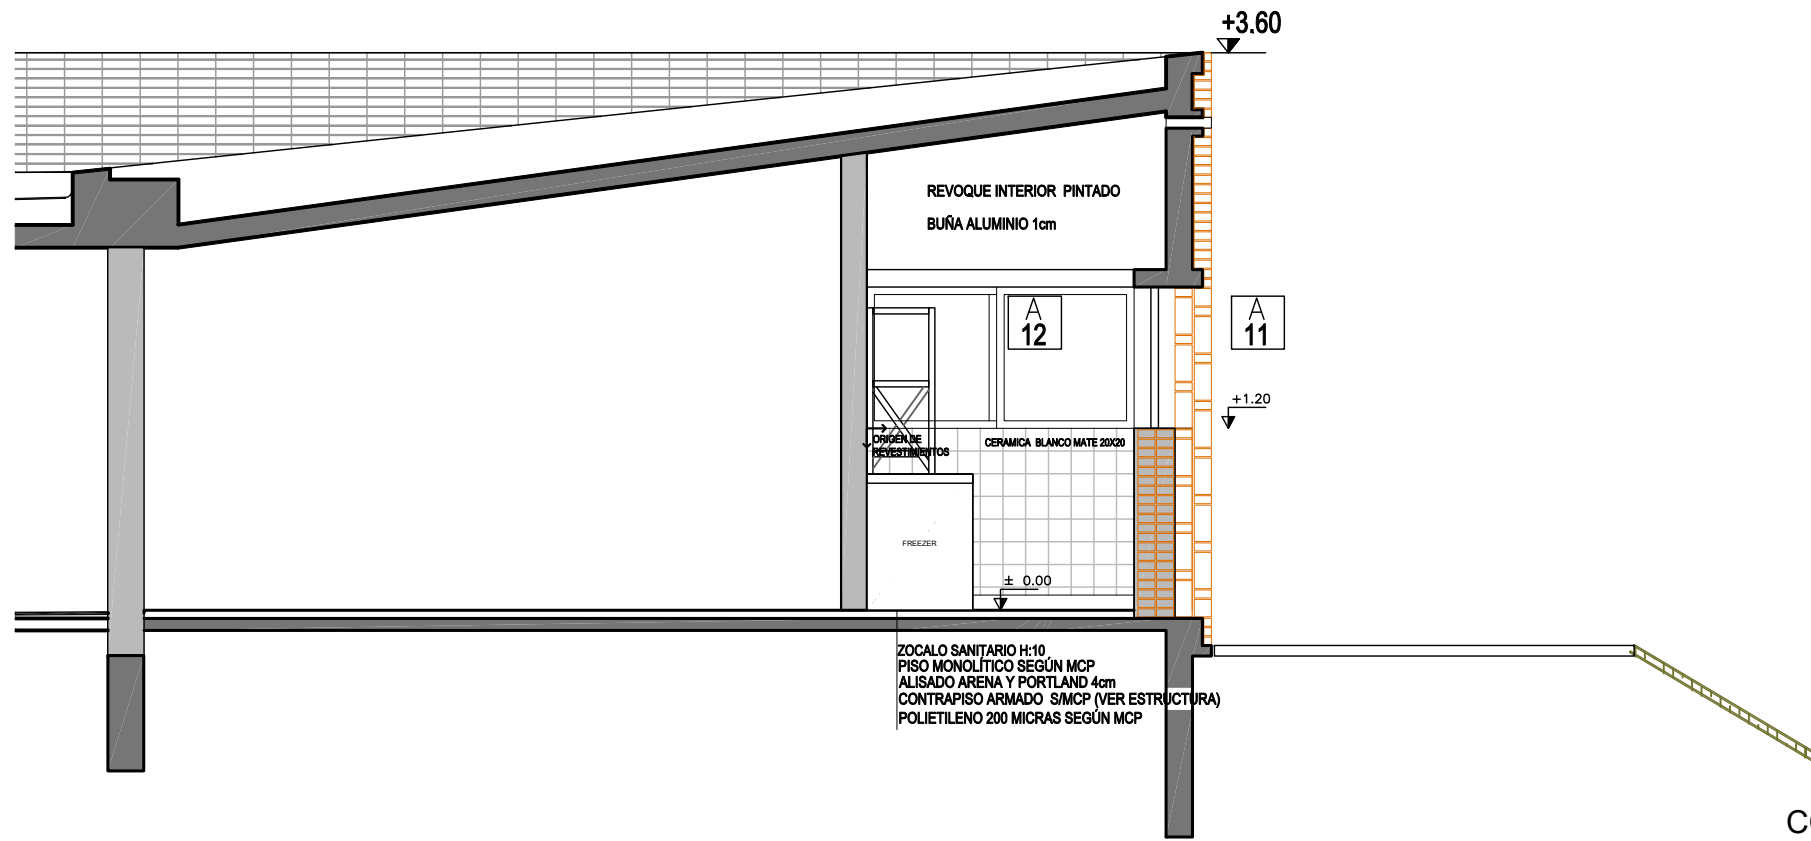 +3.60
REVOQUE INTERIOR PINTADO
BUÑA ALUMINIO 1cm
A
12
A
11
+1.20
ORIGEN DE
REVESTIMIENTOS
CERAMICA BLANCO MATE 20X20
FREEZER
± 0.00
ZOCALO SANITARIO H:10
PISO MONOLÍTICO SEGÚN MCP
ALISADO ARENA Y PORTLAND 4cm
CONTRAPISO ARMADO S/MCP (VER ESTRUCTURA)
POLIETILENO 200 MICRAS SEGÚN MCP